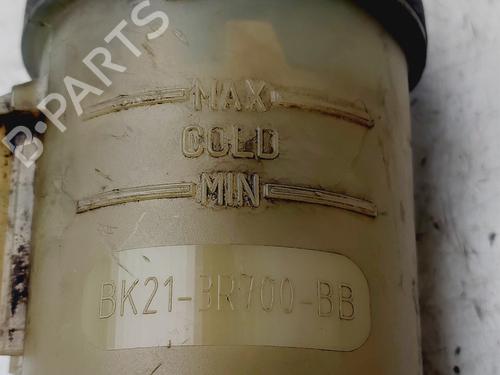 B-PARTS
MAX
COLD
MIN
BK21-3R700-BB